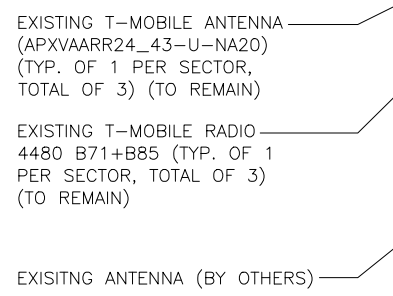 EXISTING T-MOBILE ANTENNA
(APXVAARR24_43-U-NA20)
(TYP. OF 1 PER SECTOR,
TOTAL OF 3) (TO REMAIN)
EXISTING T-MOBILE RADIO
4480 B71+B85 (TYP. OF 1
PER SECTOR, TOTAL OF 3)
(TO REMAIN)
EXISITNG ANTENNA (BY OTHERS)